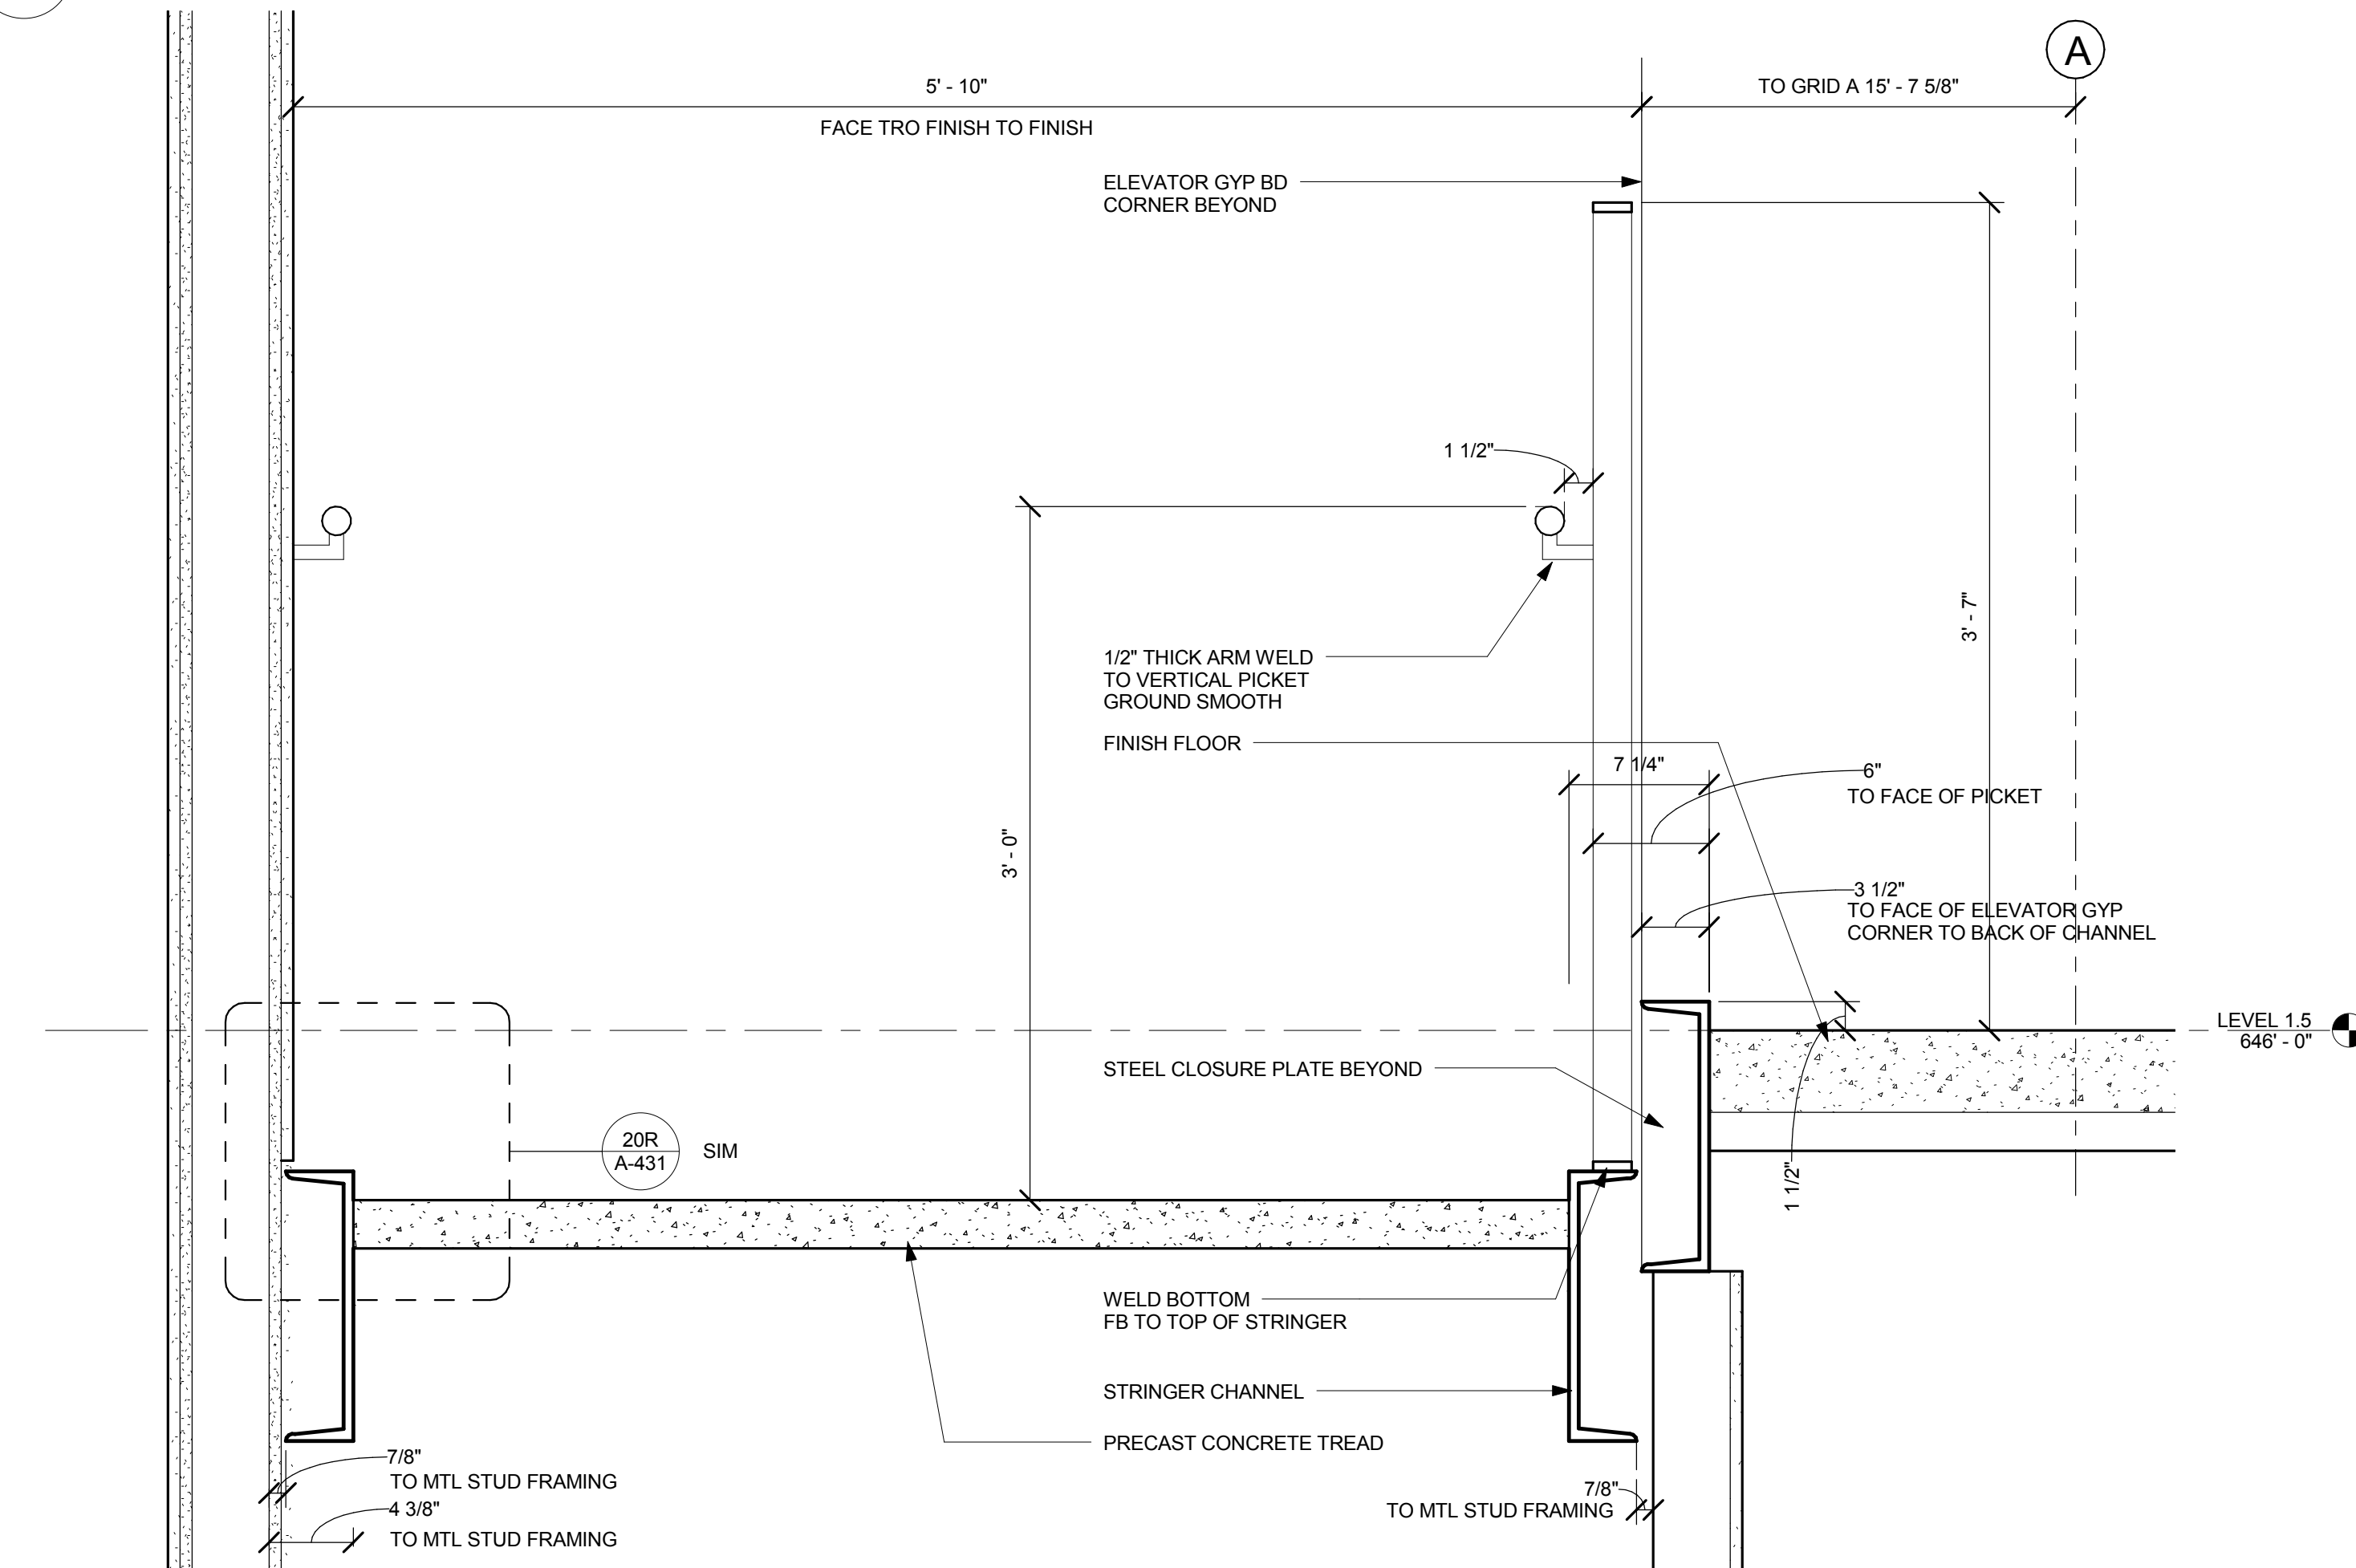 A
5' - 10"
TO GRID A 15' - 7 5/8"
FACE TRO FINISH TO FINISH
ELEVATOR GYP BD
CORNER BEYOND
1 1/2"
3' - 7"
1/2" THICK ARM WELD
TO VERTICAL PICKET
GROUND SMOOTH
FINISH FLOOR
7 1/4"
6"
TO FACE OF PICKET
3' - 0"
3 1/2"
TO FACE OF ELEVATOR GYP
CORNER TO BACK OF CHANNEL
LEVEL 1.5
646' - 0"
STEEL CLOSURE PLATE BEYOND
20R
A-431
SIM
1 1/2"
WELD BOTTOM
FB TO TOP OF STRINGER
STRINGER CHANNEL
PRECAST CONCRETE TREAD
7/8"
TO MTL STUD FRAMING
4 3/8"
TO MTL STUD FRAMING
7/8"
TO MTL STUD FRAMING